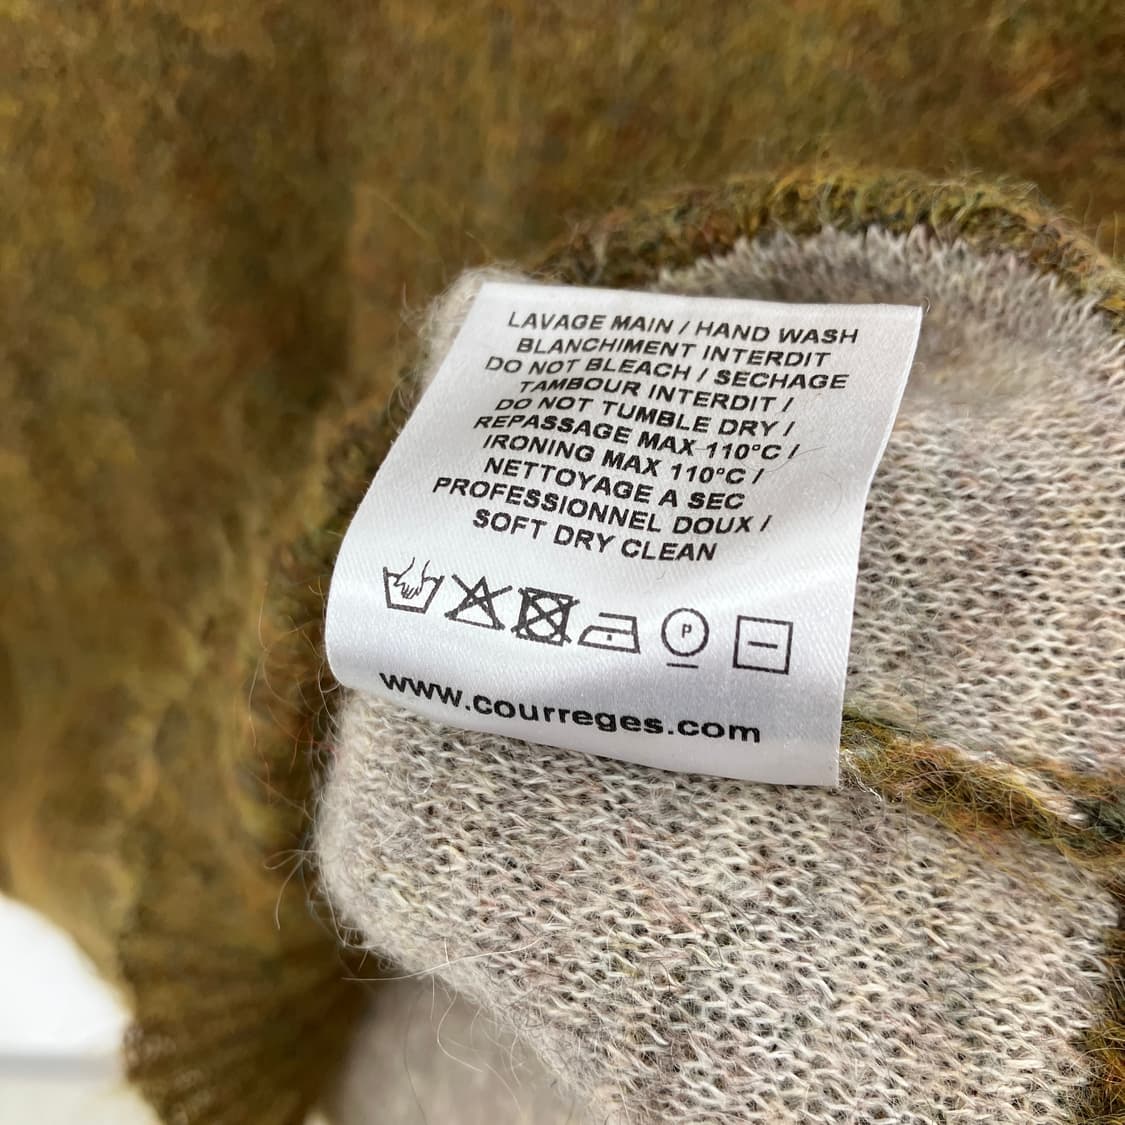 LAVAGE MAIN / HAND WASH
BLANCHIMENT INTERDIT
DO NOT BLEACH / SECHAGE
TAMBOUR INTERDIT /
DO NOT TUMBLE DRY /
REPASSAGE MAX 110°C /
IRONING MAX 110°C /
NETTOYAGE A SEC
PROFESSIONNEL DOUX /
SOFT DRY CLEAN
P
www.courreges.com